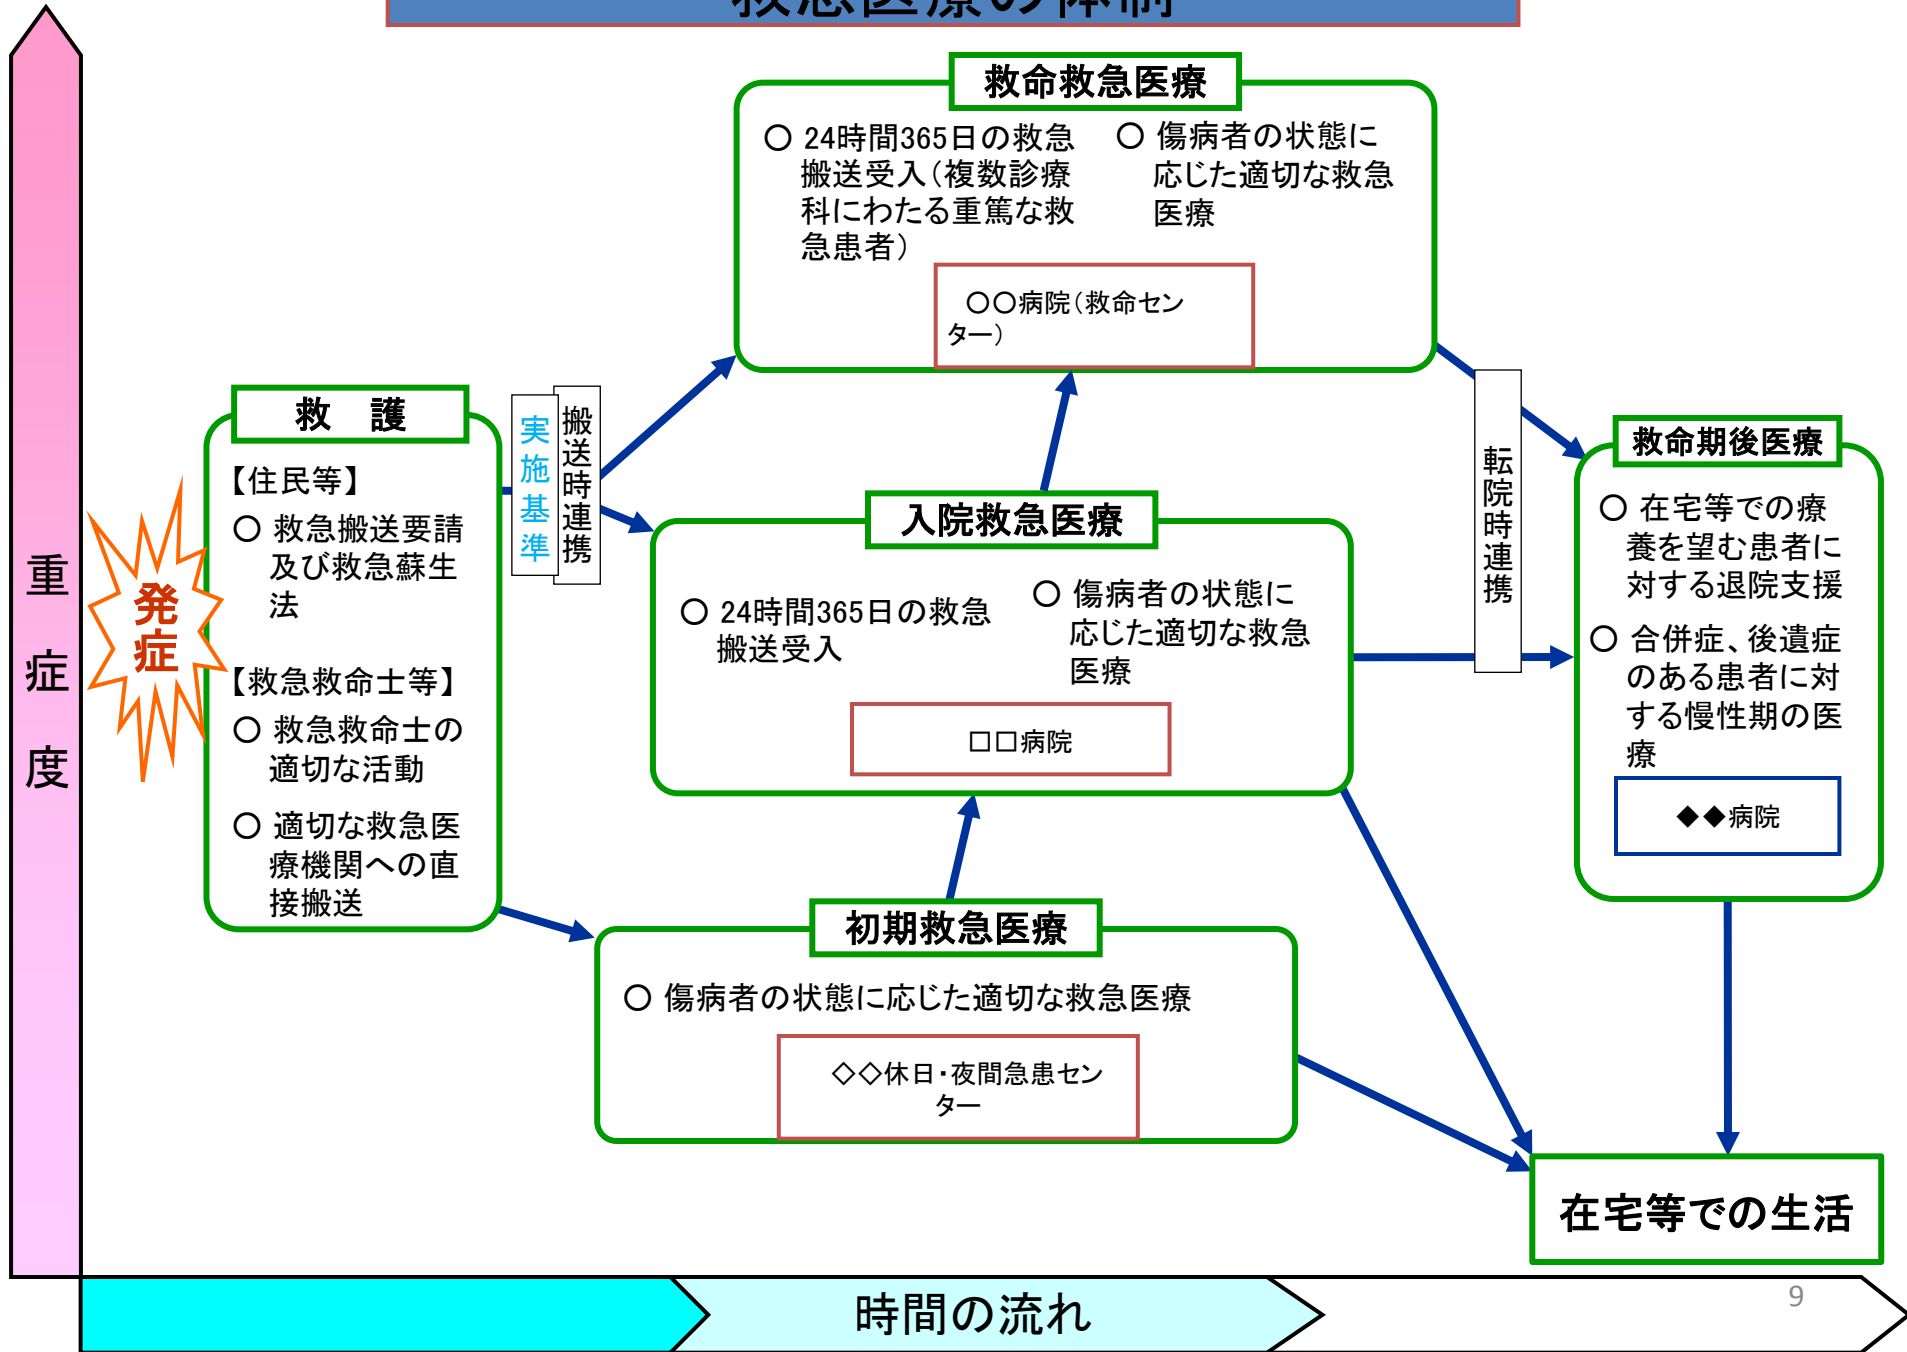 救急医療の体制
救命救急医療
○ 24時間365日の救急
搬送受入(複数診療
科にわたる重篤な救
急患者)
○ 傷病者の状態に
応じた適切な救急
医療
○○病院(救命セン
ター)
救　護
【住民等】
○ 救急搬送要請
及び救急蘇生
法
【救急救命士等】
○ 救急救命士の
適切な活動
○ 適切な救急医
療機関への直
接搬送
発
症
実施基準
搬送時連携
入院救急医療
○ 24時間365日の救急
搬送受入
○ 傷病者の状態に
応じた適切な救急
医療
□□病院
初期救急医療
○ 傷病者の状態に応じた適切な救急医療
◇◇休日・夜間急患セン
ター
転院時連携
救命期後医療
○ 在宅等での療
養を望む患者に
対する退院支援
○ 合併症、後遺症
のある患者に対
する慢性期の医
療
◆◆病院
在宅等での生活
重症度
時間の流れ
9